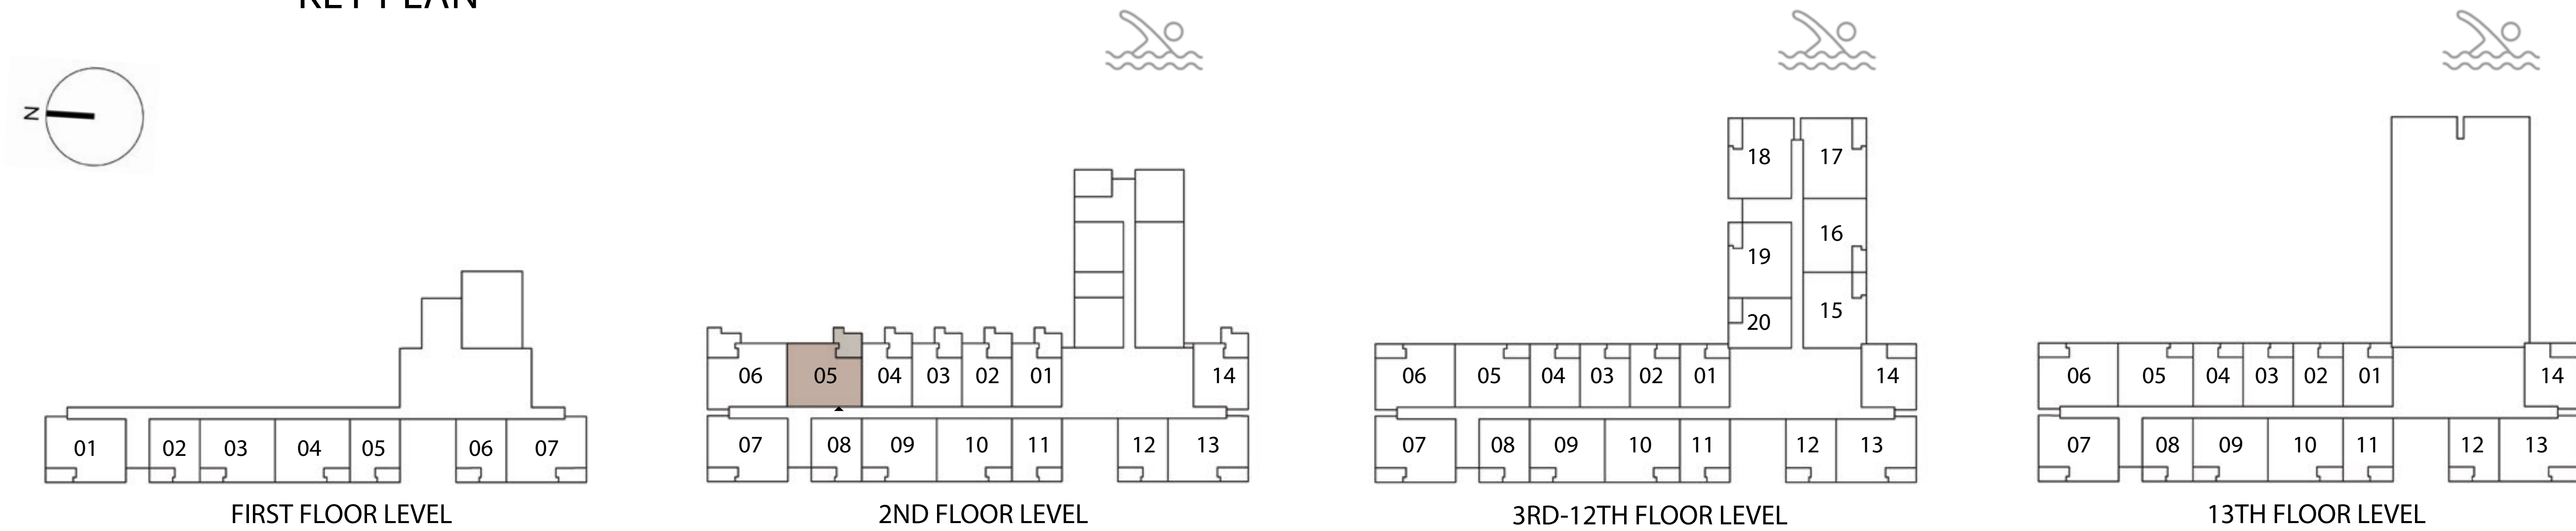 KEY PLAN
N
01 02 03 04 05 06 07
FIRST FLOOR LEVEL
06 05 04 03 02 01 14
07 08 09 10 11 12 13
2ND FLOOR LEVEL
18 17
16
19
15
20
06 05 04 03 02 01 14
07 08 09 10 11 12 13
3RD-12TH FLOOR LEVEL
06 05 04 03 02 01 14
07 08 09 10 11 12 13
13TH FLOOR LEVEL